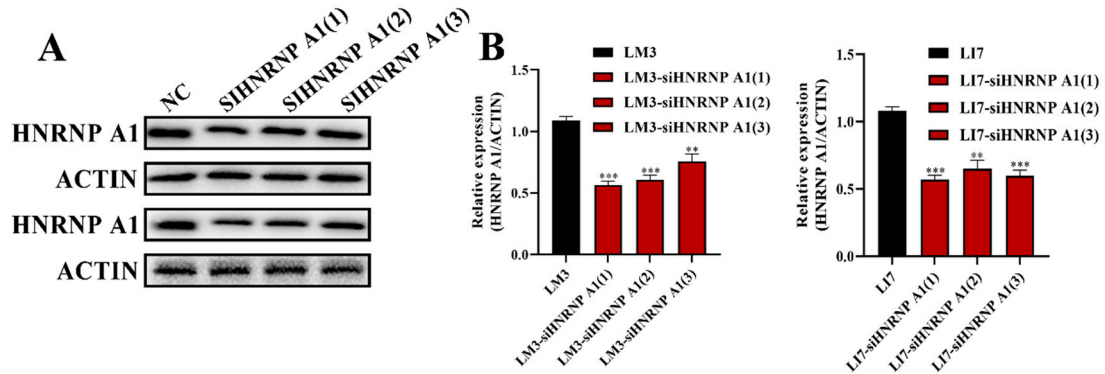 A
NC
SIHNRNP A1(1)
SIHNRNP A1(2)
SIHNRNP A1(3)
HNRNP A1
ACTIN
HNRNP A1
ACTIN
B
LM3
LM3-siHNRNP A1(1)
LM3-siHNRNP A1(2)
LM3-siHNRNP A1(3)
Relative expression
(HNRNP A1/ACTIN)
1.5
1.0
0.5
0.0
***
***
**
LM3
LM3-siHNRNP A1(1)
LM3-siHNRNP A1(2)
LM3-siHNRNP A1(3)
LI7
LI7-siHNRNP A1(1)
LI7-siHNRNP A1(2)
LI7-siHNRNP A1(3)
Relative expression
(HNRNP A1/ACTIN)
1.5
1.0
0.5
0.0
***
**
***
LI7
LI7-siHNRNP A1(1)
LI7-siHNRNP A1(2)
LI7-siHNRNP A1(3)